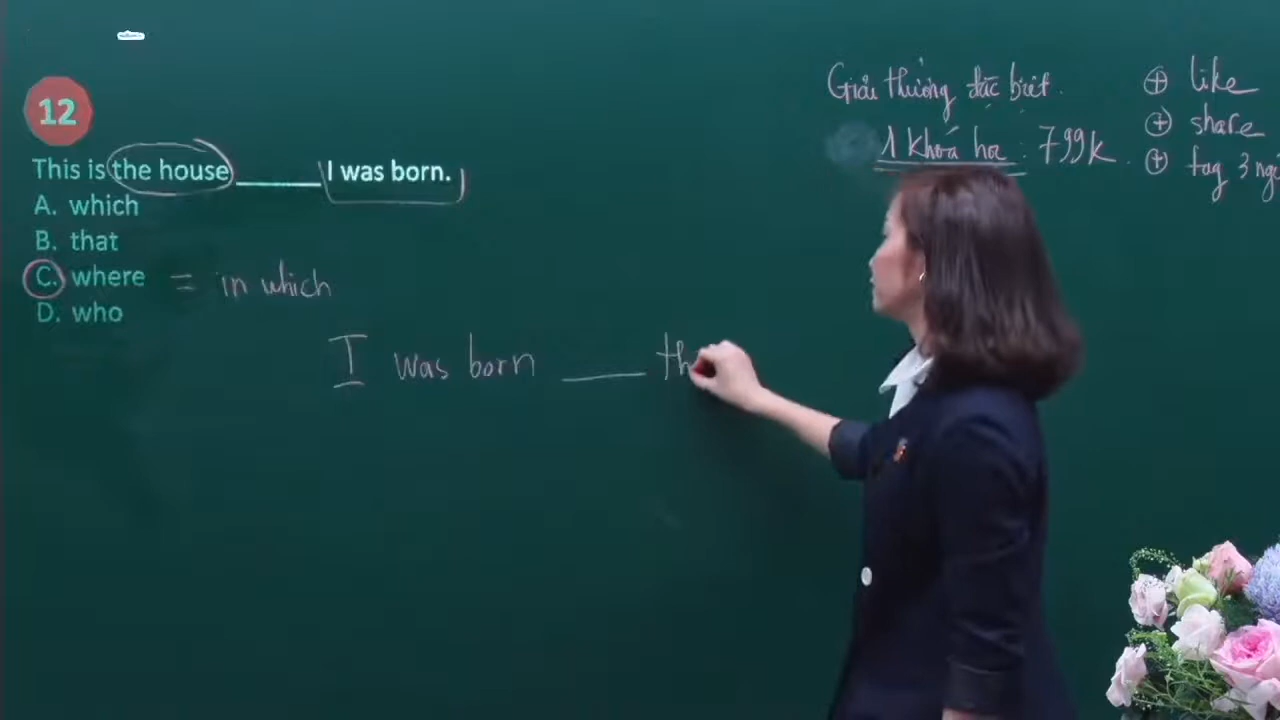 12
This is the house ______ I was born.
A. which
B. that
C. where = in which
D. who
I was born ____ th
Giải thưởng đặc biệt.
1 khoá học : 799k.
+ like
+ share
+ tag 3